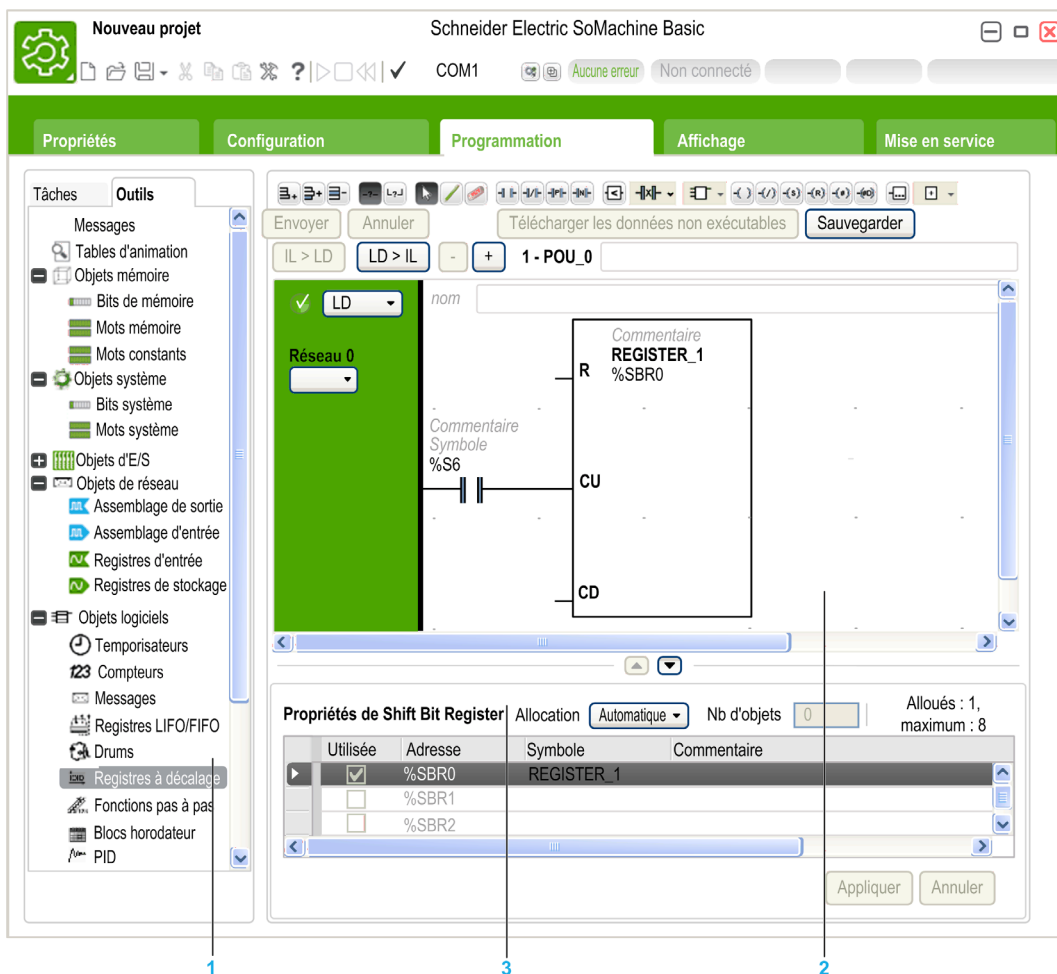 Nouveau projet
Schneider Electric SoMachine Basic
COM1
Aucune erreur
Non connecté
Propriétés
Configuration
Programmation
Affichage
Mise en service
Tâches
Outils
Messages
Tables d'animation
Objets mémoire
Bits de mémoire
Mots mémoire
Mots constants
Objets système
Bits système
Mots système
Objets d'E/S
Objets de réseau
Assemblage de sortie
Assemblage d'entrée
Registres d'entrée
Registres de stockage
Objets logiciels
Temporisateurs
123 Compteurs
Messages
Registres LIFO/FIFO
Drums
Registres à décalage
Fonctions pas à pas
Blocs horodateur
PID
Envoyer
Annuler
Télécharger les données non exécutables
Sauvegarder
IL > LD
LD > IL
-
+
1 - POU_0
LD
nom
Réseau 0
Commentaire
REGISTER_1
%SBR0
R
Commentaire
Symbole
%S6
CU
CD
Propriétés de Shift Bit Register
Allocation
Automatique
Nb d'objets
0
Alloués : 1,
maximum : 8
Utilisée
Adresse
Symbole
Commentaire
%SBR0
REGISTER_1
%SBR1
%SBR2
Appliquer
Annuler
1
3
2